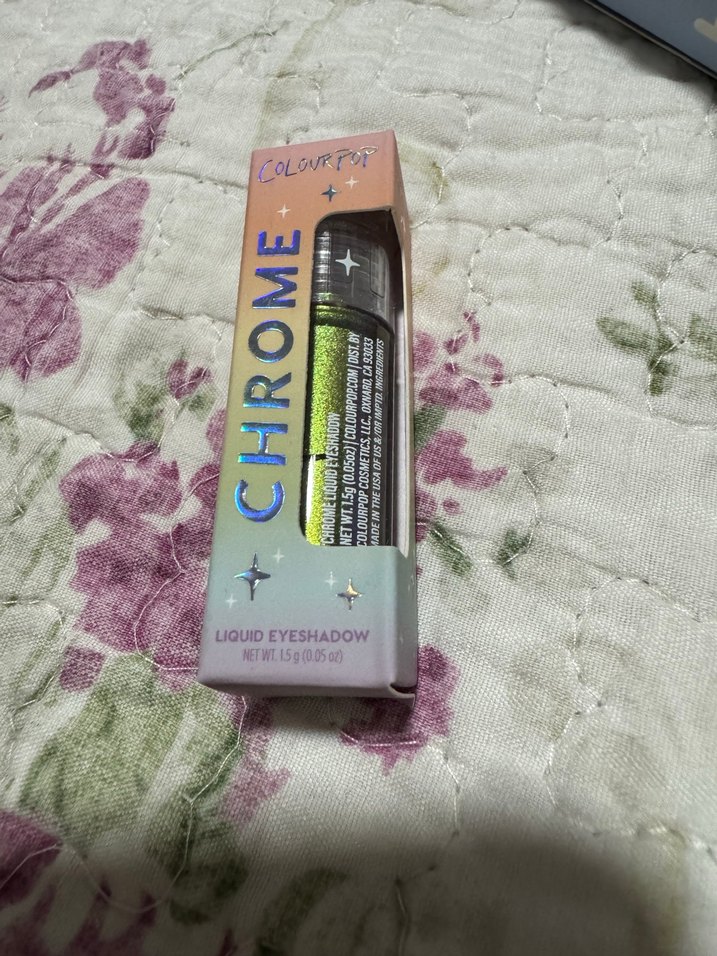 COLOURPOP
CHROME
CHROME LIQUID EYESHADOW
NET WT. 1.5g (0.05oz) | COLOURPOP.COM | DIST. BY
COLOURPOP COSMETICS, LLC., OXNARD, CA 93033
MADE IN THE USA OF US &/OR IMPTD. INGREDIENTS
LIQUID EYESHADOW
NET WT. 1.5 g (0.05 oz)